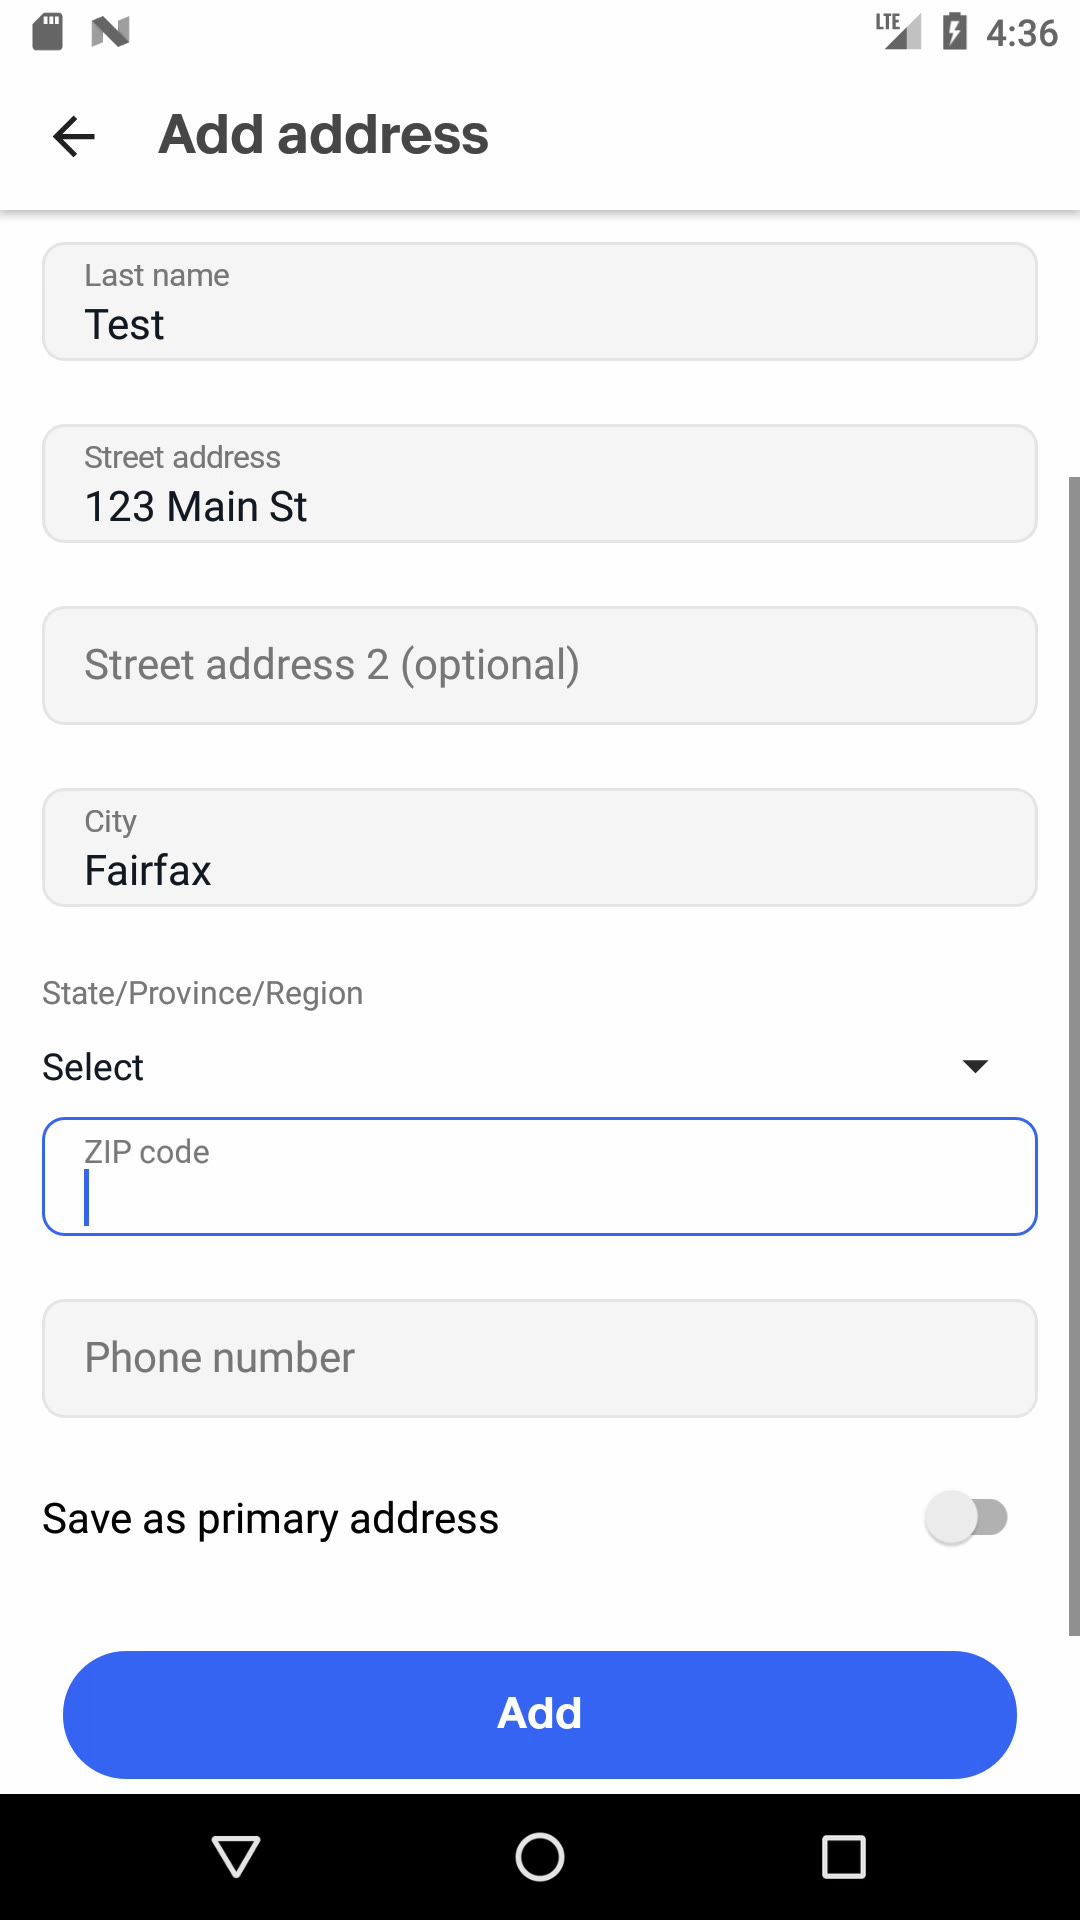 LTE 4:36
Add address
Last name
Test
Street address
123 Main St
Street address 2 (optional)
City
Fairfax
State/Province/Region
Select
ZIP code
Phone number
Save as primary address
Add